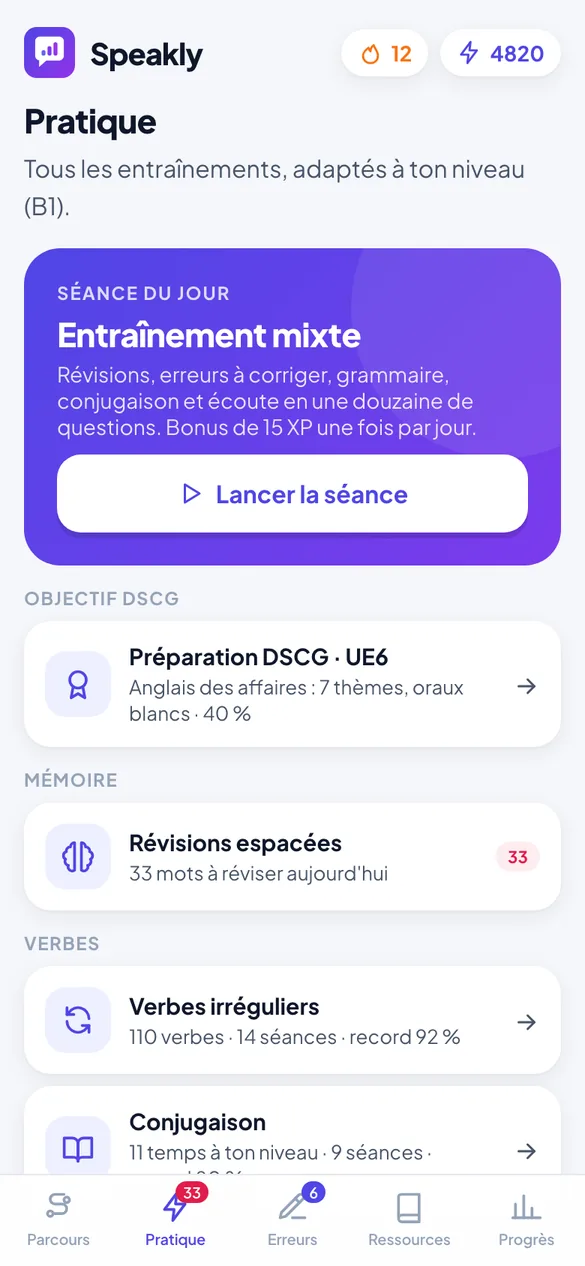 Speakly
12
4820
Pratique
Tous les entraînements, adaptés à ton niveau
(B1).
SÉANCE DU JOUR
Entraînement mixte
Révisions, erreurs à corriger, grammaire,
conjugaison et écoute en une douzaine de
questions. Bonus de 15 XP une fois par jour.
Lancer la séance
OBJECTIF DSCG
Préparation DSCG · UE6
Anglais des affaires : 7 thèmes, oraux
blancs · 40 %
MÉMOIRE
Révisions espacées
33 mots à réviser aujourd'hui
33
VERBES
Verbes irréguliers
110 verbes · 14 séances · record 92 %
Conjugaison
11 temps à ton niveau · 9 séances ·
33
6
Parcours
Pratique
Erreurs
Ressources
Progrès